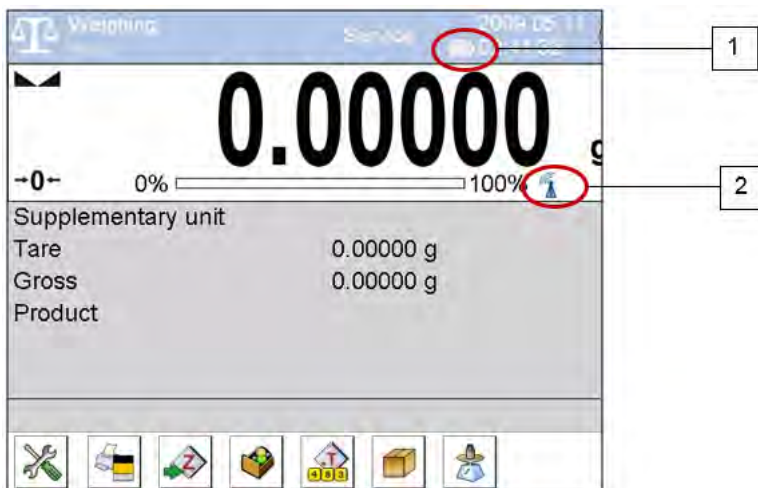 Weighing
Service
2009.05.11
1
0.00000 g
→0←
0% 100%
2
Supplementary unit
Tare 0.00000 g
Gross 0.00000 g
Product
Z
T